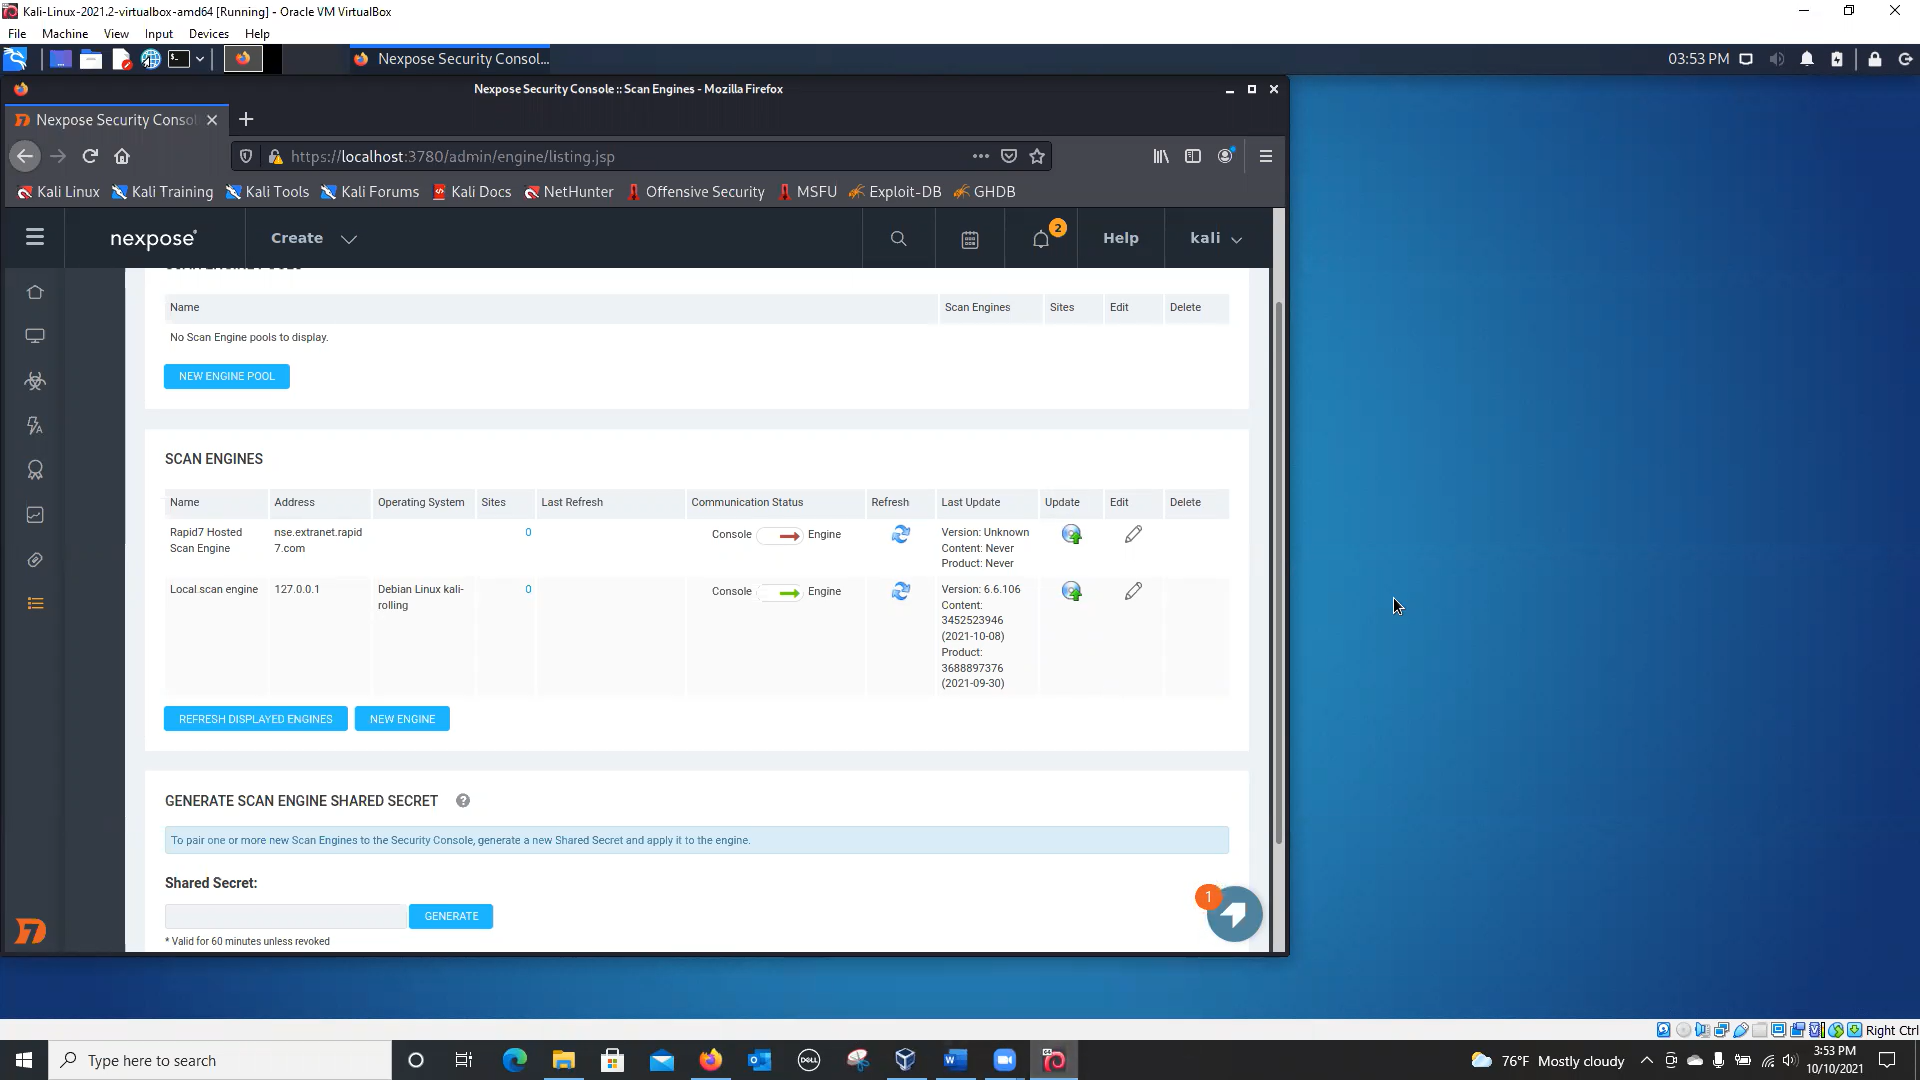 Kali-Linux-2021.2-virtualbox-amd64 [Running] - Oracle VM VirtualBox
File Machine View Input Devices Help
Nexpose Security Consol...
03:53 PM
Nexpose Security Console :: Scan Engines - Mozilla Firefox
Nexpose Security Conso
https://localhost:3780/admin/engine/listing.jsp
Kali Linux Kali Training Kali Tools Kali Forums Kali Docs NetHunter Offensive Security MSFU Exploit-DB GHDB
nexpose Create 2 Help kali
Name Scan Engines Sites Edit Delete
No Scan Engine pools to display.
NEW ENGINE POOL
SCAN ENGINES
Name Address Operating System Sites Last Refresh Communication Status Refresh Last Update Update Edit Delete
Rapid7 Hosted nse.extranet.rapid 0 Console Engine Version: Unknown
Scan Engine 7.com Content: Never
Product: Never
Local scan engine 127.0.0.1 Debian Linux kali- 0 Console Engine Version: 6.6.106
rolling Content:
3452523946
(2021-10-08)
Product:
3688897376
(2021-09-30)
REFRESH DISPLAYED ENGINES NEW ENGINE
GENERATE SCAN ENGINE SHARED SECRET ?
To pair one or more new Scan Engines to the Security Console, generate a new Shared Secret and apply it to the engine.
Shared Secret:
1
GENERATE
* Valid for 60 minutes unless revoked
Right Ctrl
Type here to search
DELL
76°F Mostly cloudy
3:53 PM
10/10/2021